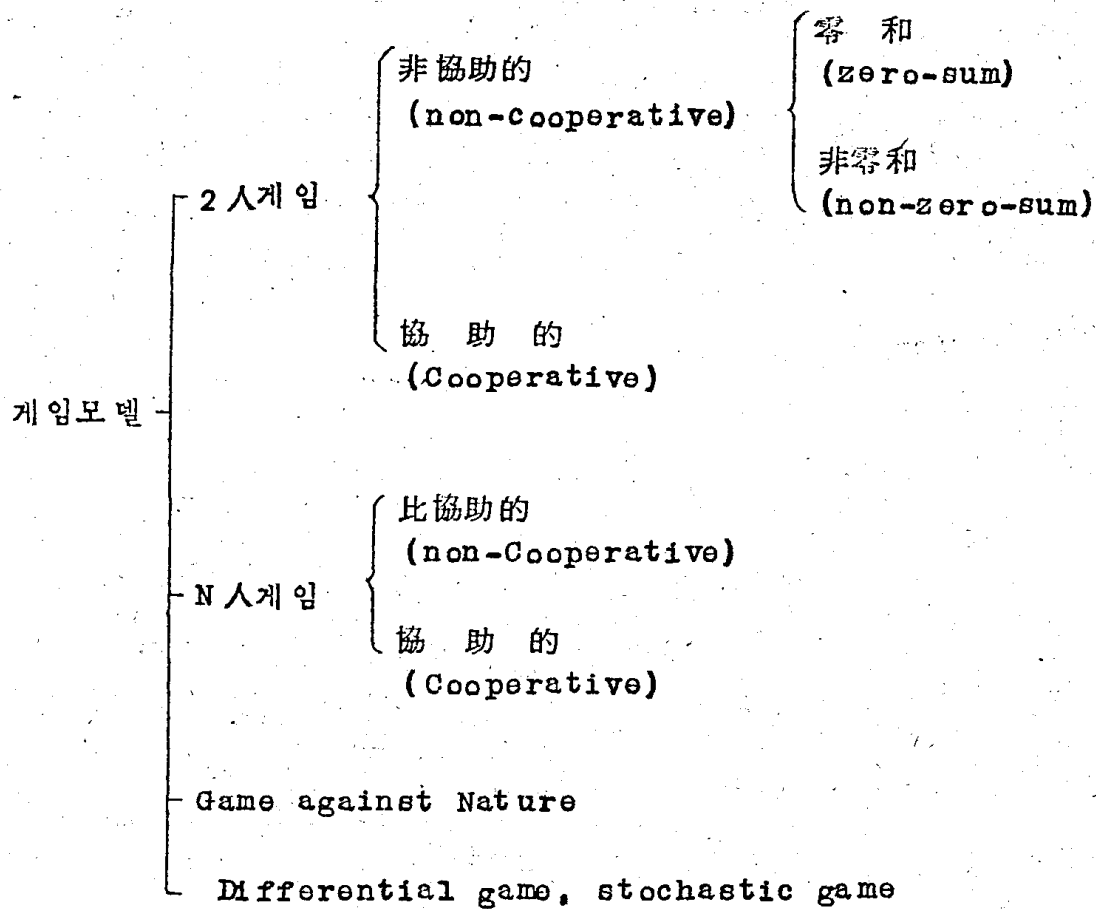 零 和
(zero-sum)
非協助的
(non-cooperative)
非零和
(non-zero-sum)
2人게임
協 助 的
(Cooperative)
게임모델
比協助的
(non-Cooperative)
N人게임
協 助 的
(Cooperative)
Game against Nature
Differential game, stochastic game